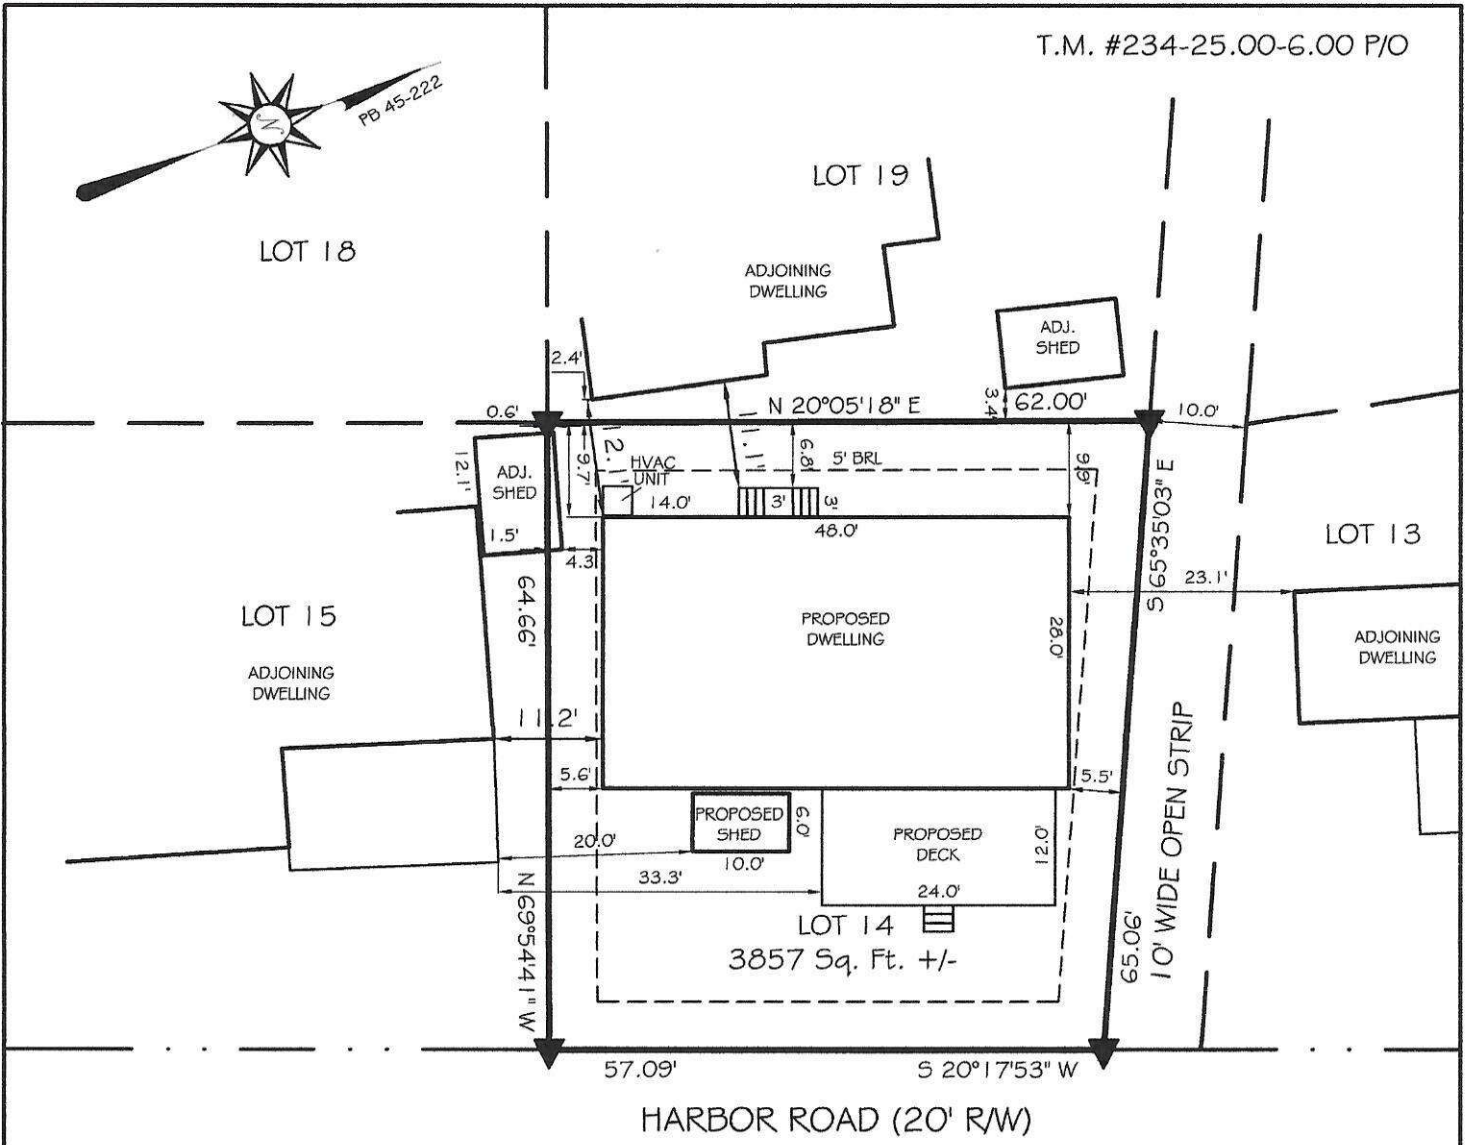 T.M. #234-25.00-6.00 P/O
N
PB 45-222
LOT 18
LOT 19
ADJOINING
DWELLING
ADJ.
SHED
2.4'
3.4'
0.6'
N 20°05'18" E
62.00'
10.0'
12.1'
ADJ.
SHED
9.7'
12.1'
HVAC
UNIT
11.1'
6.8'
5' BRL
9.9'
S 65°35'03" E
14.0'
3'
3'
48.0'
1.5'
4.3
LOT 13
23.1'
64.66'
LOT 15
ADJOINING
DWELLING
PROPOSED
DWELLING
28.0'
ADJOINING
DWELLING
11.2'
5.6'
5.5'
PROPOSED
SHED
6.0'
10.0'
20.0'
33.3'
PROPOSED
DECK
12.0'
24.0'
N 69°54'41" W
LOT 14
3857 Sq. Ft. +/-
65.06'
10' WIDE OPEN STRIP
57.09'
S 20°17'53" W
HARBOR ROAD (20' R/W)